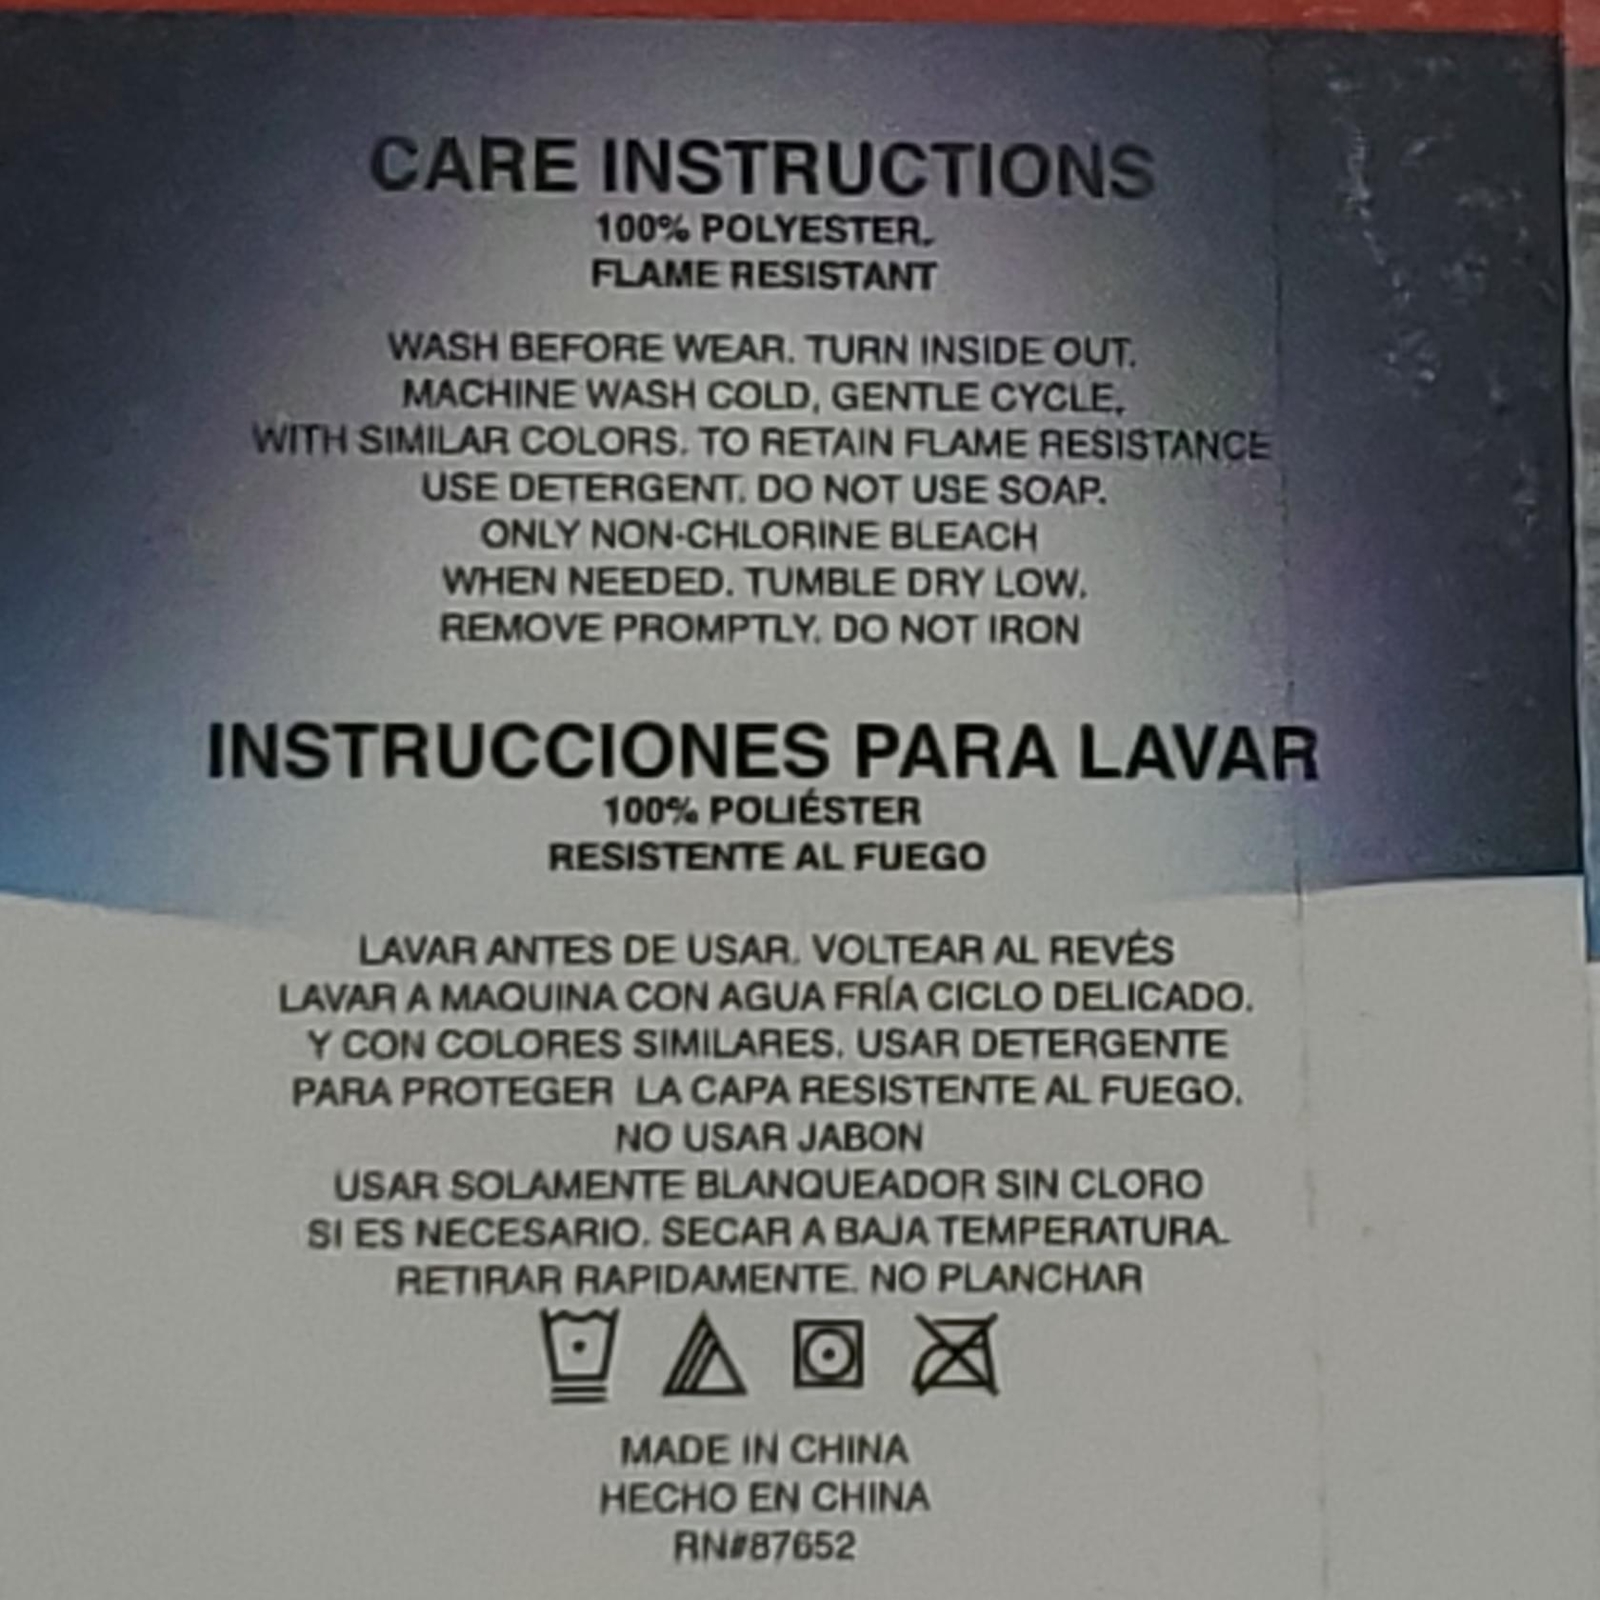 CARE INSTRUCTIONS
100% POLYESTER,
FLAME RESISTANT
WASH BEFORE WEAR. TURN INSIDE OUT.
MACHINE WASH COLD, GENTLE CYCLE,
WITH SIMILAR COLORS. TO RETAIN FLAME RESISTANCE
USE DETERGENT. DO NOT USE SOAP.
ONLY NON-CHLORINE BLEACH
WHEN NEEDED. TUMBLE DRY LOW.
REMOVE PROMPTLY. DO NOT IRON
INSTRUCCIONES PARA LAVAR
100% POLIÉSTER
RESISTENTE AL FUEGO
LAVAR ANTES DE USAR. VOLTEAR AL REVÉS
LAVAR A MAQUINA CON AGUA FRÍA CICLO DELICADO.
Y CON COLORES SIMILARES. USAR DETERGENTE
PARA PROTEGER LA CAPA RESISTENTE AL FUEGO.
NO USAR JABON
USAR SOLAMENTE BLANQUEADOR SIN CLORO
SI ES NECESARIO. SECAR A BAJA TEMPERATURA.
RETIRAR RAPIDAMENTE. NO PLANCHAR
MADE IN CHINA
HECHO EN CHINA
RN#87652